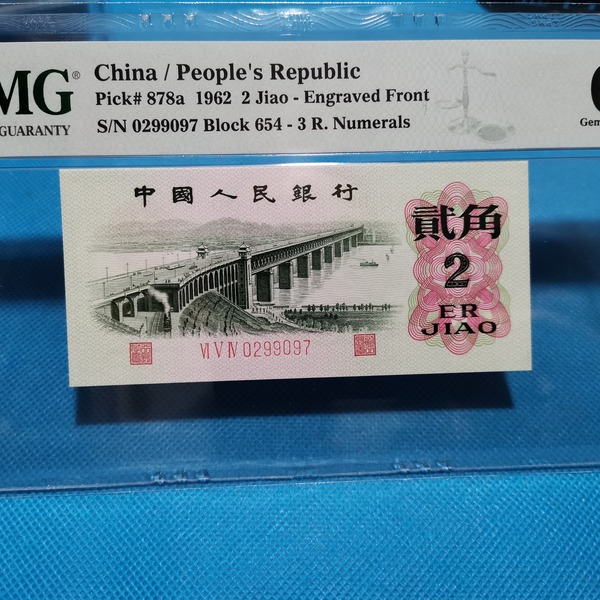 MG®
GUARANTY
China / People's Republic
Pick# 878a 1962 2 Jiao - Engraved Front
S/N 0299097 Block 654 - 3 R. Numerals
Gem
中國人民銀行
貳角
2
ER
JIAO
Ⅵ Ⅴ Ⅳ 0299097